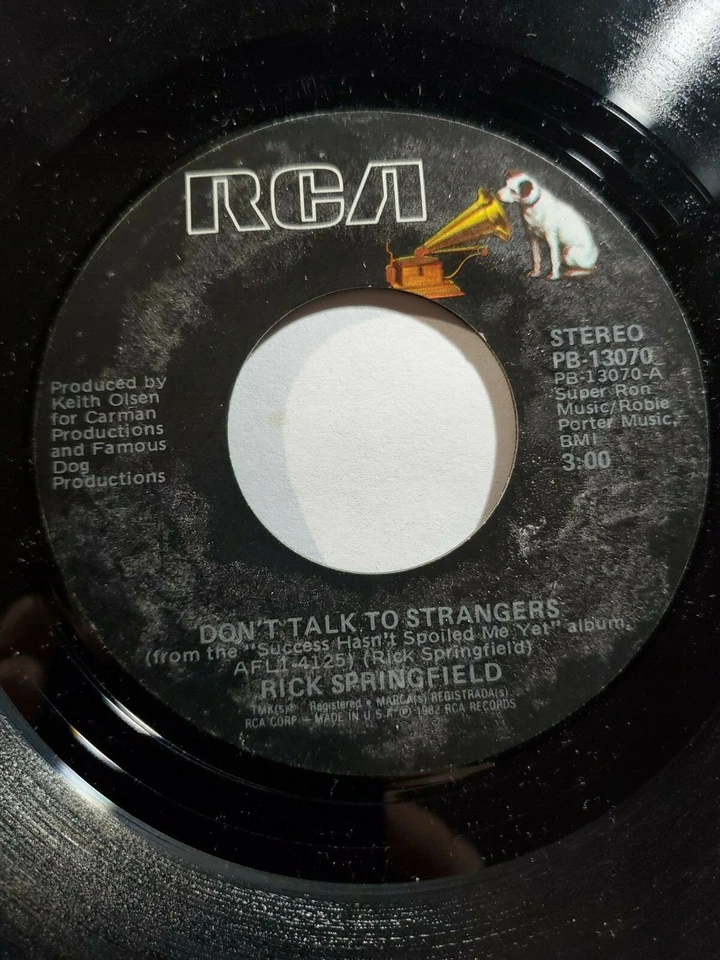 RCA
STEREO
PB-13070
PB-13070-A
Super Ron
Music/Robie
Porter Music,
BMI
3:00
Produced by
Keith Olsen
for Carman
Productions
and Famous
Dog
Productions
DON'T TALK TO STRANGERS
(from the "Success Hasn't Spoiled Me Yet" album,
AFL1-4125) (Rick Springfield)
RICK SPRINGFIELD
TMK(s)® Registered • MARCA(s) REGISTRADA(s)
RCA CORP – MADE IN U.S.A. ℗ 1982 RCA RECORDS